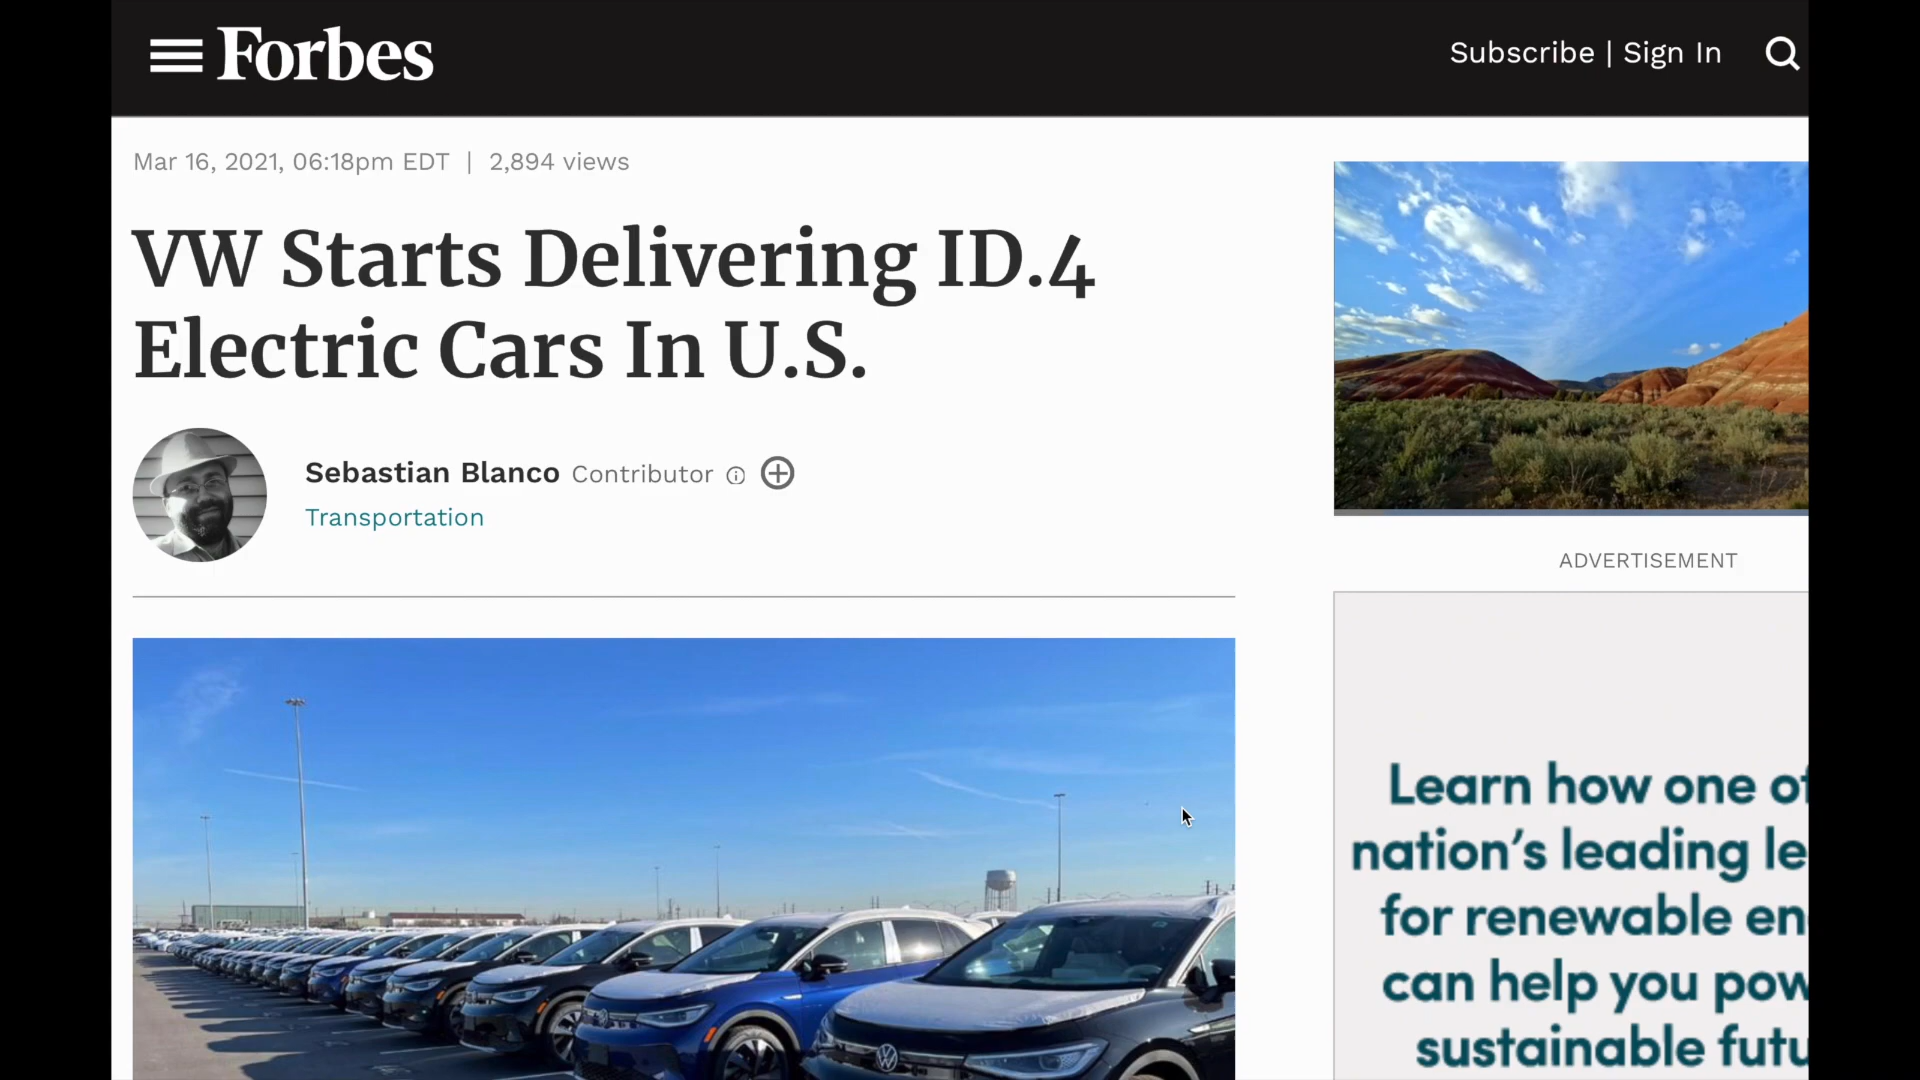 Forbes
Subscribe | Sign In
Mar 16, 2021, 06:18pm EDT | 2,894 views
VW Starts Delivering ID.4
Electric Cars In U.S.
Sebastian Blanco Contributor
Transportation
ADVERTISEMENT
Learn how one of
nation's leading le
for renewable en
can help you pow
sustainable futu